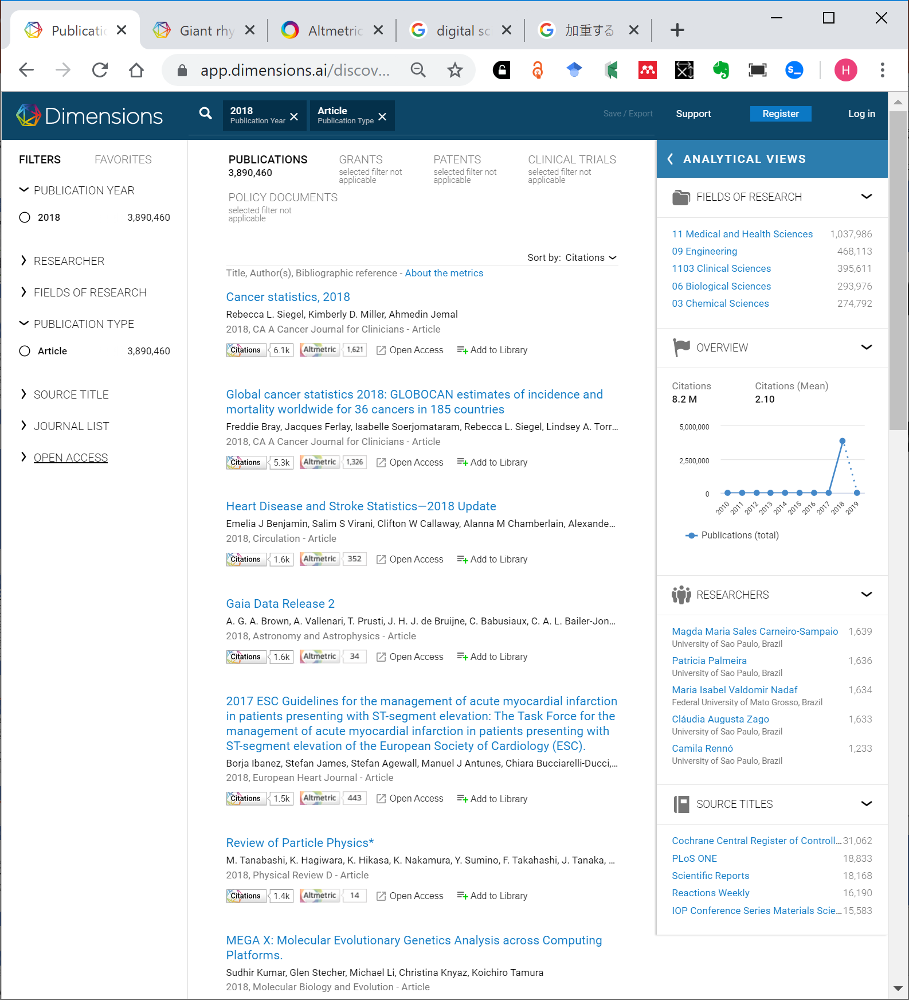 Publicatio
Giant rhy
Altmetric
digital sc
加重する
app.dimensions.ai/discov...
S_
H
Dimensions
2018
Publication Year
Article
Publication Type
Save / Export
Support
Register
Log in
FILTERS
FAVORITES
PUBLICATION YEAR
2018 3,890,460
RESEARCHER
FIELDS OF RESEARCH
PUBLICATION TYPE
Article 3,890,460
SOURCE TITLE
JOURNAL LIST
OPEN ACCESS
PUBLICATIONS
3,890,460
GRANTS
selected filter not
applicable
PATENTS
selected filter not
applicable
CLINICAL TRIALS
selected filter not
applicable
POLICY DOCUMENTS
selected filter not
applicable
Sort by: Citations
Title, Author(s), Bibliographic reference - About the metrics
Cancer statistics, 2018
Rebecca L. Siegel, Kimberly D. Miller, Ahmedin Jemal
2018, CA A Cancer Journal for Clinicians - Article
Citations 6.1k Altmetric 1,621 Open Access Add to Library
Global cancer statistics 2018: GLOBOCAN estimates of incidence and
mortality worldwide for 36 cancers in 185 countries
Freddie Bray, Jacques Ferlay, Isabelle Soerjomataram, Rebecca L. Siegel, Lindsey A. Torr...
2018, CA A Cancer Journal for Clinicians - Article
Citations 5.3k Altmetric 1,326 Open Access Add to Library
Heart Disease and Stroke Statistics—2018 Update
Emelia J Benjamin, Salim S Virani, Clifton W Callaway, Alanna M Chamberlain, Alexande...
2018, Circulation - Article
Citations 1.6k Altmetric 352 Open Access Add to Library
Gaia Data Release 2
A. G. A. Brown, A. Vallenari, T. Prusti, J. H. J. de Bruijne, C. Babusiaux, C. A. L. Bailer-Jon...
2018, Astronomy and Astrophysics - Article
Citations 1.6k Altmetric 34 Open Access Add to Library
2017 ESC Guidelines for the management of acute myocardial infarction
in patients presenting with ST-segment elevation: The Task Force for the
management of acute myocardial infarction in patients presenting with
ST-segment elevation of the European Society of Cardiology (ESC).
Borja Ibanez, Stefan James, Stefan Agewall, Manuel J Antunes, Chiara Bucciarelli-Ducci,...
2018, European Heart Journal - Article
Citations 1.5k Altmetric 443 Open Access Add to Library
Review of Particle Physics*
M. Tanabashi, K. Hagiwara, K. Hikasa, K. Nakamura, Y. Sumino, F. Takahashi, J. Tanaka, ...
2018, Physical Review D - Article
Citations 1.4k Altmetric 14 Open Access Add to Library
MEGA X: Molecular Evolutionary Genetics Analysis across Computing
Platforms.
Sudhir Kumar, Glen Stecher, Michael Li, Christina Knyaz, Koichiro Tamura
2018, Molecular Biology and Evolution - Article
ANALYTICAL VIEWS
FIELDS OF RESEARCH
11 Medical and Health Sciences 1,037,986
09 Engineering 468,113
1103 Clinical Sciences 395,611
06 Biological Sciences 293,976
03 Chemical Sciences 274,792
OVERVIEW
Citations
8.2 M
Citations (Mean)
2.10
5,000,000
2,500,000
0
2010 2011 2012 2013 2014 2015 2016 2017 2018 2019
Publications (total)
RESEARCHERS
Magda Maria Sales Carneiro-Sampaio 1,639
University of Sao Paulo, Brazil
Patricia Palmeira 1,636
University of Sao Paulo, Brazil
Maria Isabel Valdomir Nadaf 1,634
Federal University of Mato Grosso, Brazil
Cláudia Augusta Zago 1,633
University of Sao Paulo, Brazil
Camila Rennó 1,233
University of Sao Paulo, Brazil
SOURCE TITLES
Cochrane Central Register of Controll... 31,062
PLoS ONE 18,833
Scientific Reports 18,168
Reactions Weekly 16,190
IOP Conference Series Materials Scie... 15,583